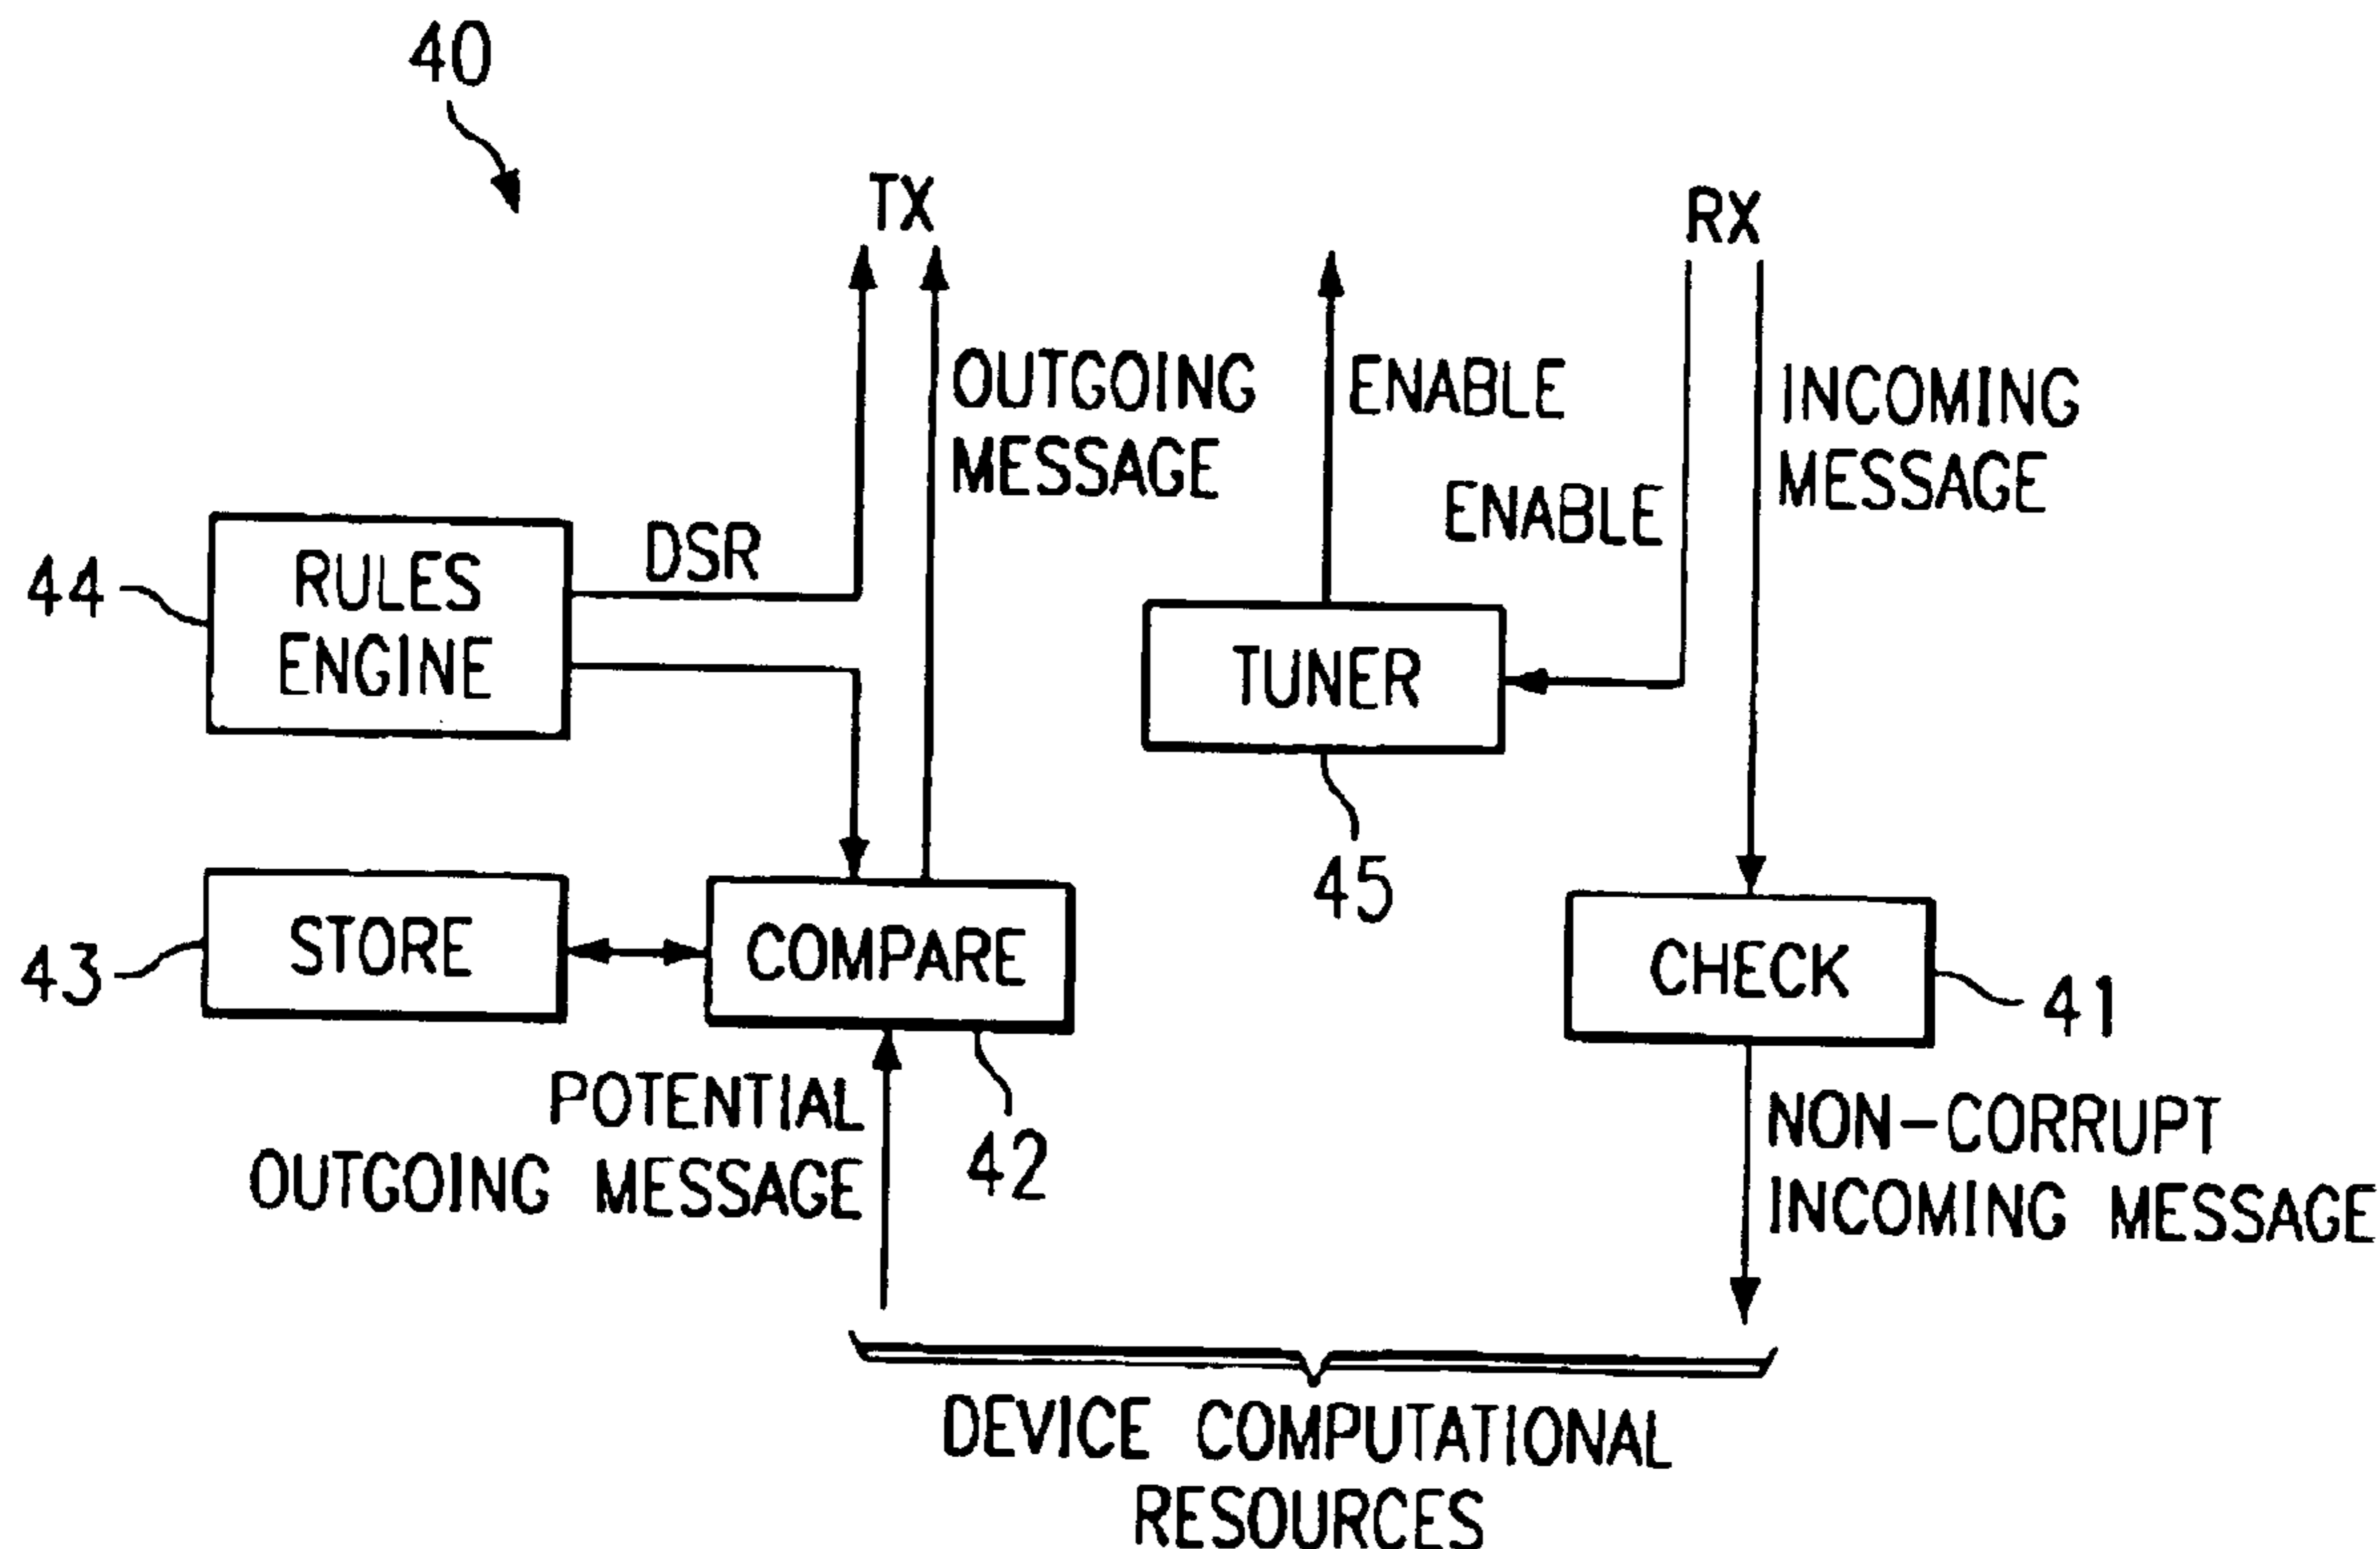 40
TX
RX
OUTGOING
MESSAGE
ENABLE
ENABLE
INCOMING
MESSAGE
44
RULES
ENGINE
DSR
TUNER
45
43
STORE
COMPARE
42
CHECK
41
POTENTIAL
OUTGOING MESSAGE
NON-CORRUPT
INCOMING MESSAGE
DEVICE COMPUTATIONAL
RESOURCES